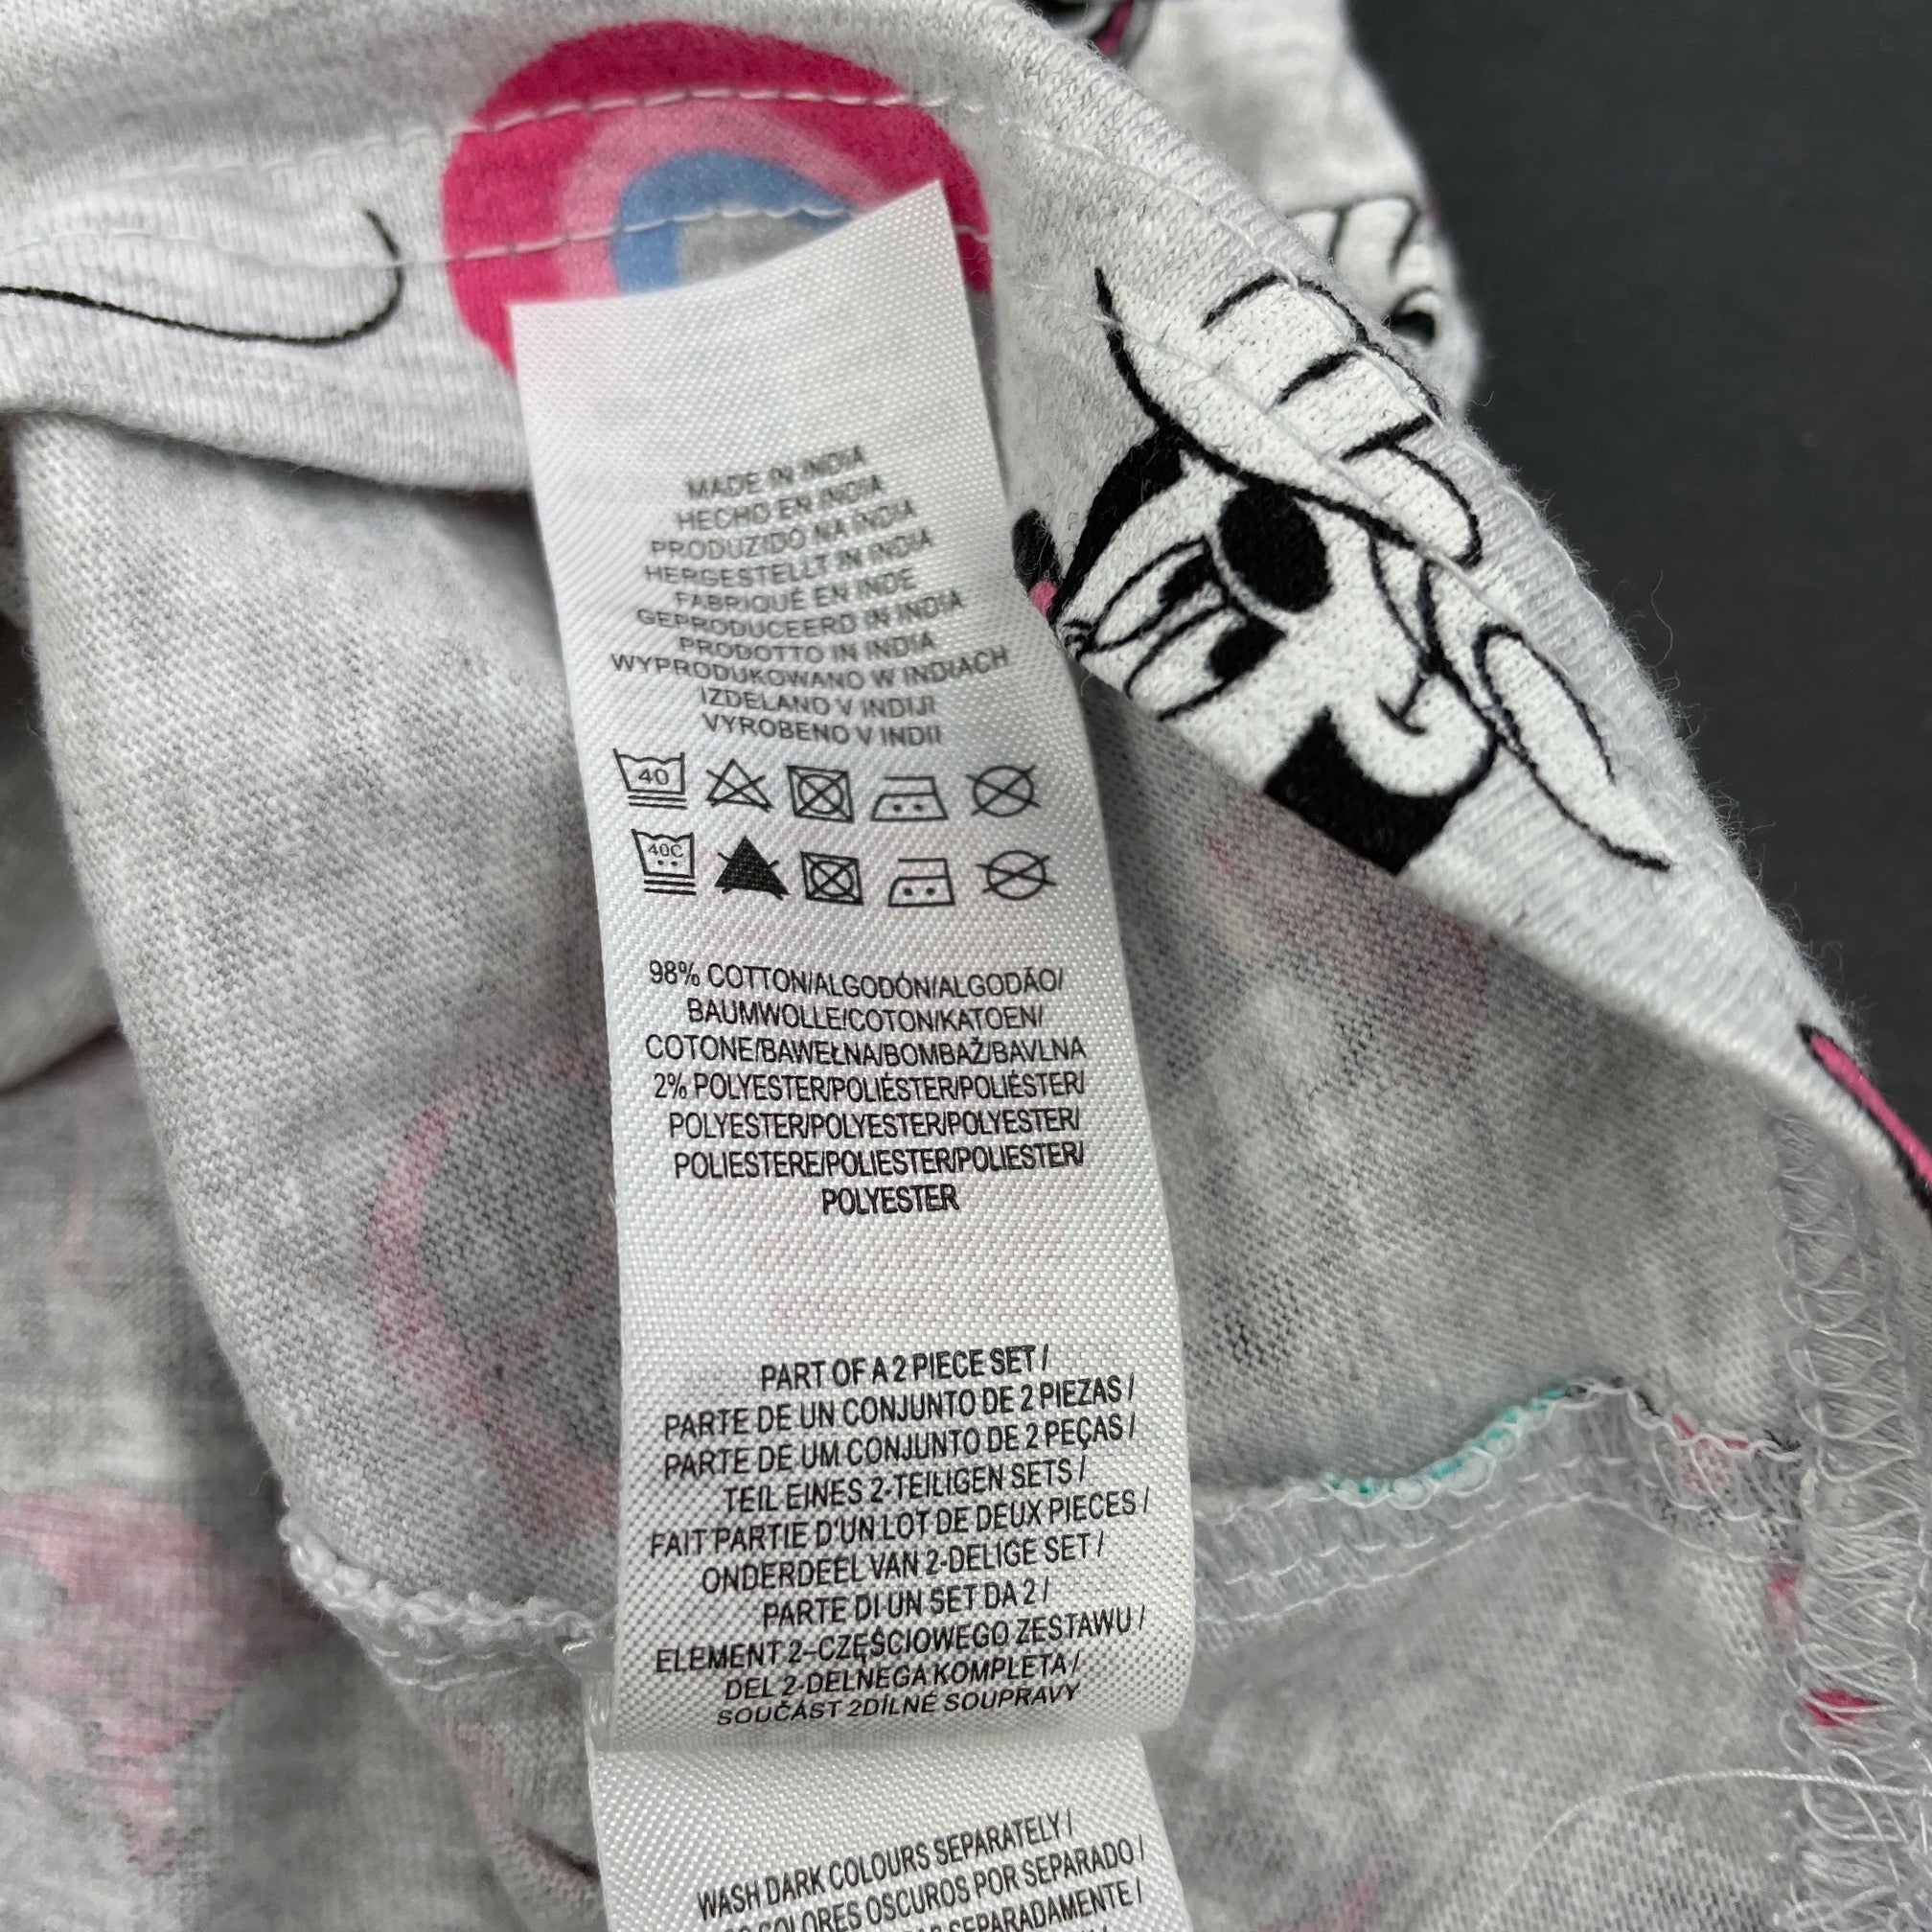 MADE IN INDIA
HECHO EN INDIA
PRODUZIDO NA INDIA
HERGESTELLT IN INDIA
FABRIQUÉ EN INDE
GEPRODUCEERD IN INDIA
PRODOTTO IN INDIA
WYPRODUKOWANO W INDIACH
IZDELANO V INDIJI
VYROBENO V INDII
40
40C
98% COTTON/ALGODÓN/ALGODÃO/
BAUMWOLLE/COTON/KATOEN/
COTONE/BAWEŁNA/BOMBAŽ/BAVLNA
2% POLYESTER/POLIÉSTER/POLIÉSTER/
POLYESTER/POLYESTER/POLYESTER/
POLIESTERE/POLIESTER/POLIESTER/
POLYESTER
PART OF A 2 PIECE SET /
PARTE DE UN CONJUNTO DE 2 PIEZAS /
PARTE DE UM CONJUNTO DE 2 PEÇAS /
TEIL EINES 2-TEILIGEN SETS /
FAIT PARTIE D'UN LOT DE DEUX PIECES /
ONDERDEEL VAN 2-DELIGE SET /
PARTE DI UN SET DA 2 /
ELEMENT 2–CZĘŚCIOWEGO ZESTAWU /
DEL 2-DELNEGA KOMPLETA /
SOUČÁST 2DÍLNÉ SOUPRAVY
WASH DARK COLOURS SEPARATELY /
COLORES OSCUROS POR SEPARADO /
SEPARADAMENTE /